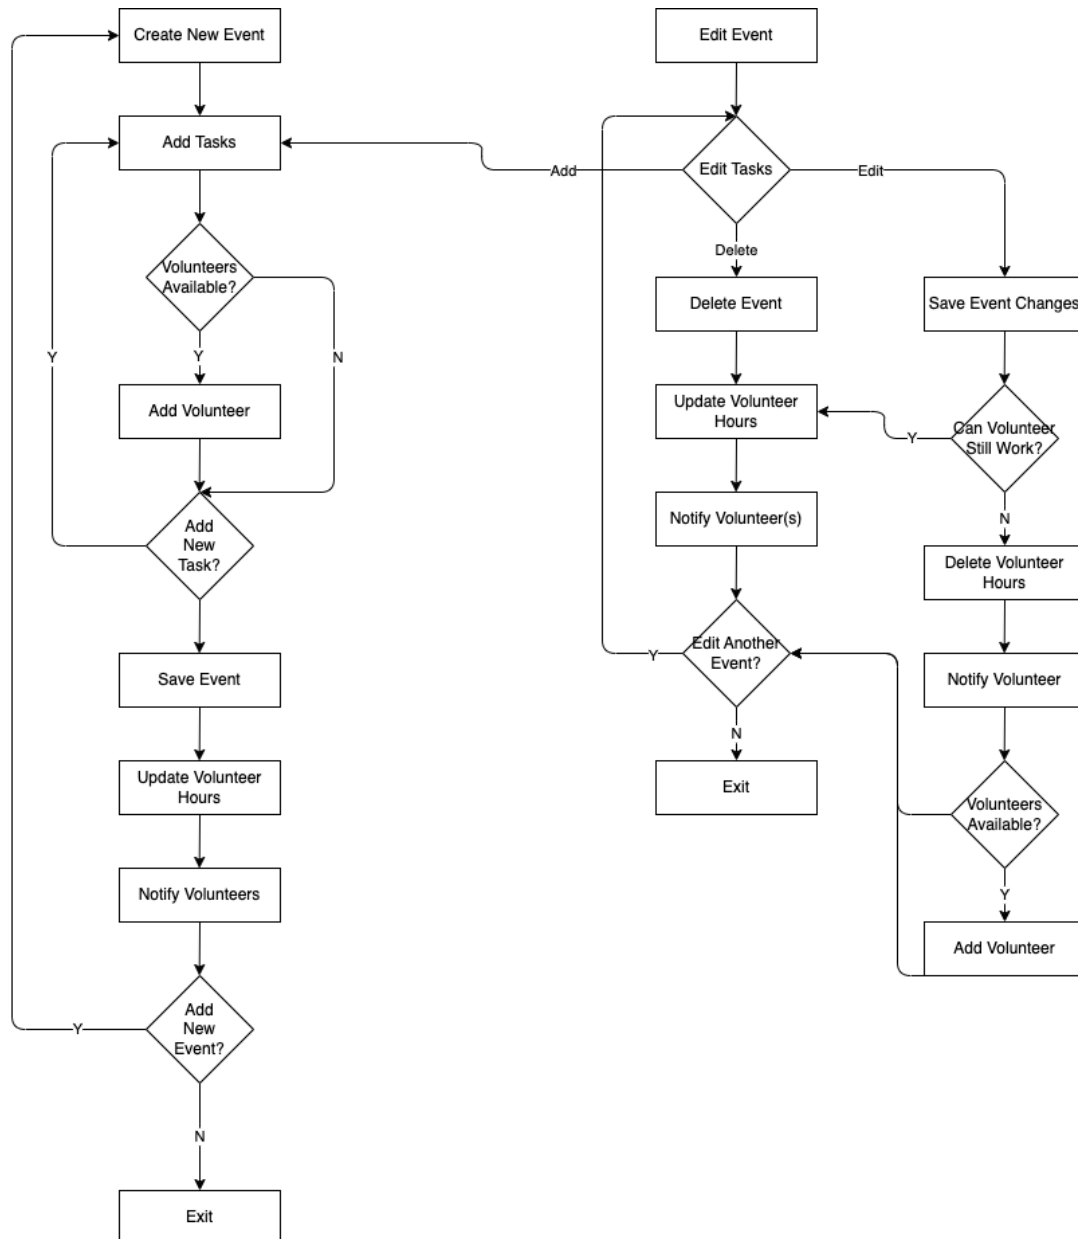 Create New Event
Edit Event
Add Tasks
Edit Tasks
Add
Edit
Delete
Volunteers
Available?
Y
N
Y
Add Volunteer
Add
New
Task?
Save Event
Update Volunteer
Hours
Notify Volunteers
Add
New
Event?
Y
N
Exit
Delete Event
Update Volunteer
Hours
Notify Volunteer(s)
Edit Another
Event?
Y
N
Exit
Save Event Changes
Can Volunteer
Still Work?
Y
N
Delete Volunteer
Hours
Notify Volunteer
Volunteers
Available?
Y
Add Volunteer